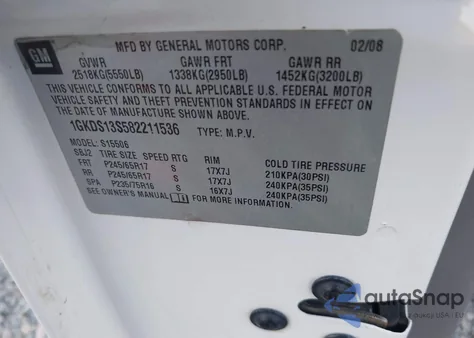 GM
MFD BY GENERAL MOTORS CORP. 02/08
GVWR GAWR FRT GAWR RR
2518KG(5550LB) 1338KG(2950LB) 1452KG(3200LB)
THIS VEHICLE CONFORMS TO ALL APPLICABLE U.S. FEDERAL MOTOR
VEHICLE SAFETY AND THEFT PREVENTION STANDARDS IN EFFECT ON
THE DATE OF MANUFACTURE SHOWN ABOVE.
1GKDS13S582211536 TYPE: M.P.V.
MODEL: S15506
SBJ2 TIRE SIZE SPEED RTG RIM COLD TIRE PRESSURE
FRT P245/65R17 S 17X7J 210KPA(30PSI)
RR P245/65R17 S 17X7J 240KPA(35PSI)
SPA P235/75R16 S 16X7J 240KPA(35PSI)
SEE OWNER'S MANUAL FOR MORE INFORMATION.
autoSnap